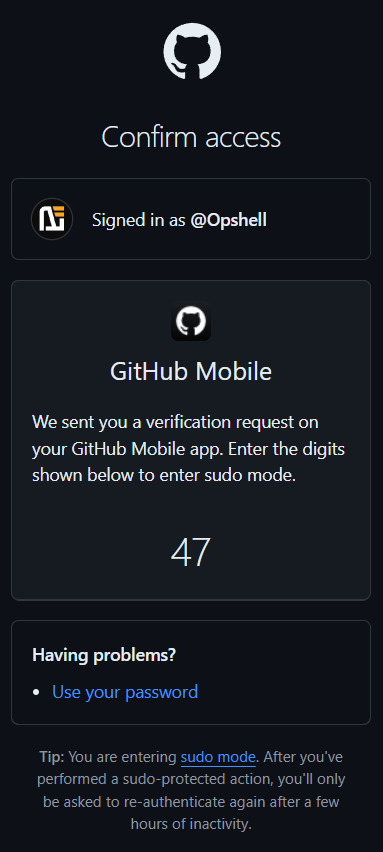 Confirm access
Signed in as @Opshell
GitHub Mobile
We sent you a verification request on
your GitHub Mobile app. Enter the digits
shown below to enter sudo mode.
47
Having problems?
• Use your password
Tip: You are entering sudo mode. After you've
performed a sudo-protected action, you'll only
be asked to re-authenticate again after a few
hours of inactivity.